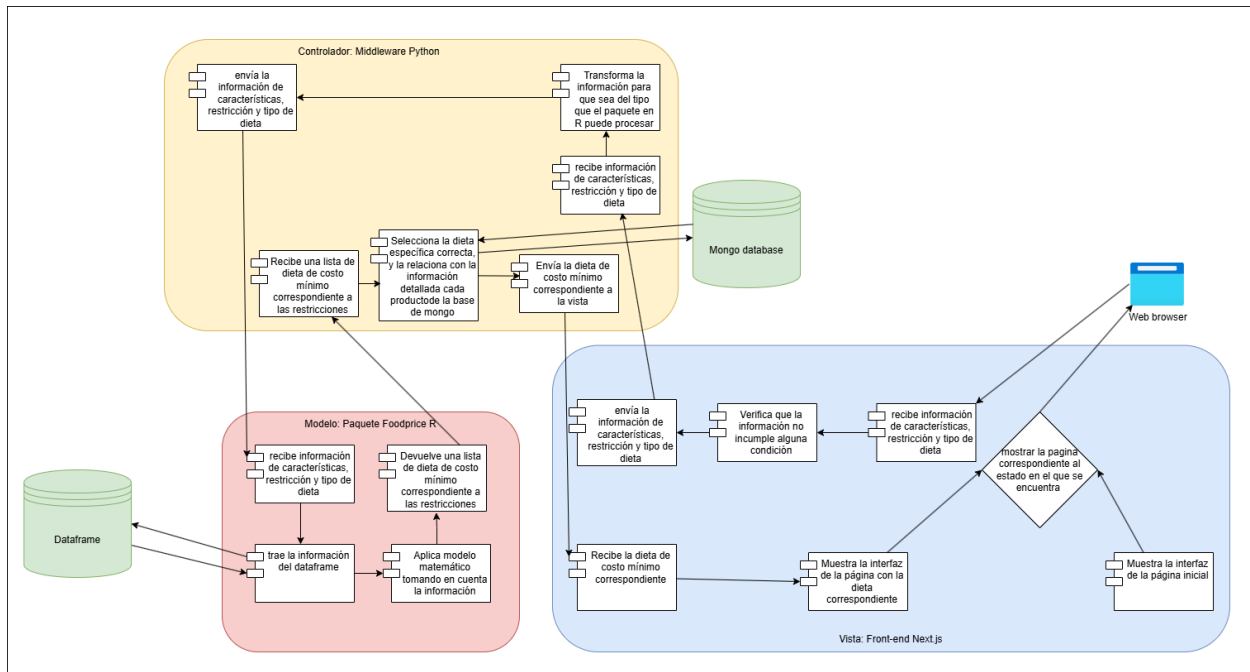 Controlador: Middleware Python
envía la
información de
características,
restricción y tipo de
dieta
Transforma la
información para
que sea del tipo
que el paquete en
R puede procesar
recibe información
de características,
restricción y tipo de
dieta
Recibe una lista de
dieta de costo
mínimo
correspondiente a
las restricciones
Selecciona la dieta
específica correcta,
y la relaciona con la
información
detallada cada
productode la base
de mongo
Envía la dieta de
costo mínimo
correspondiente a
la vista
Mongo database
Web browser
Modelo: Paquete Foodprice R
recibe información
de características,
restricción y tipo de
dieta
Devuelve una lista
de dieta de costo
mínimo
correspondiente a
las restricciones
trae la información
del dataframe
Aplica modelo
matemático
tomando en cuenta
la información
Dataframe
envía la
información de
características,
restricción y tipo de
dieta
Verifica que la
información no
incumple alguna
condición
recibe información
de características,
restricción y tipo de
dieta
mostrar la pagina
correspondiente al
estado en el que se
encuentra
Recibe la dieta de
costo mínimo
correspondiente
Muestra la interfaz
de la página con la
dieta
correspondiente
Muestra la interfaz
de la página inicial
Vista: Front-end Next.js